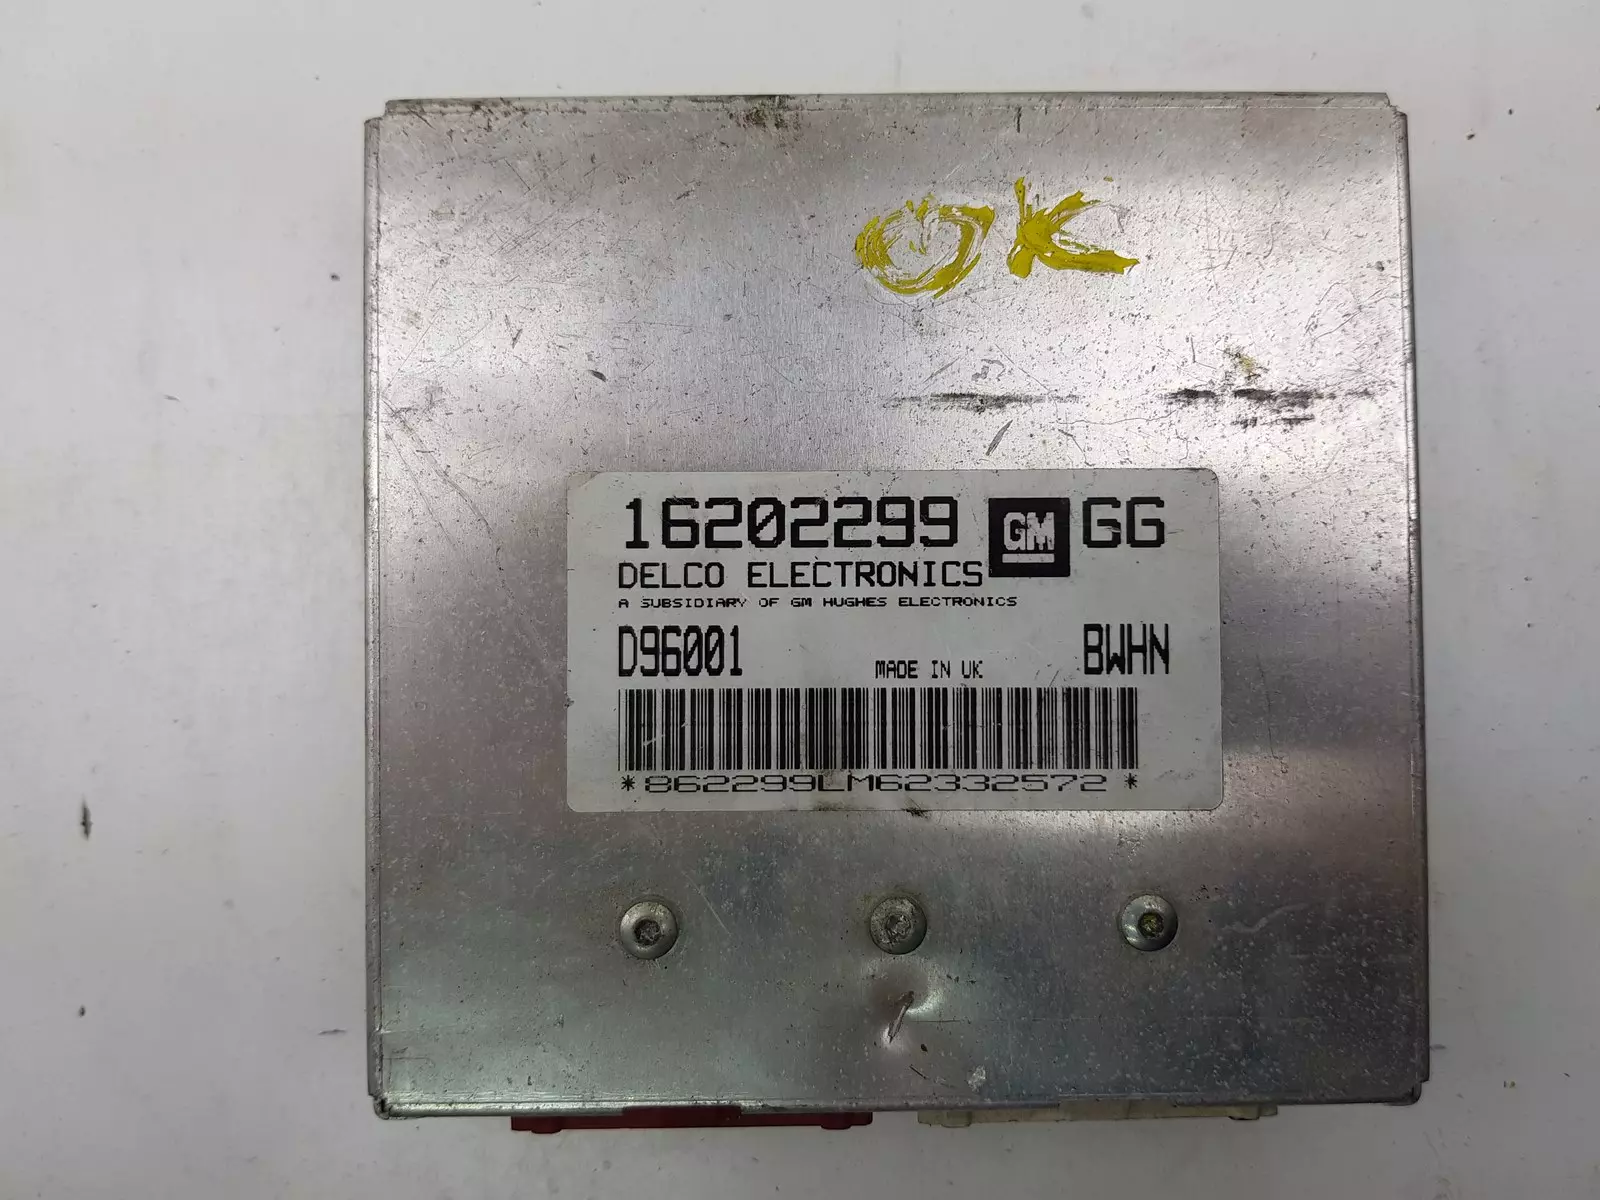 OK
16202299 GM GG
DELCO ELECTRONICS
A SUBSIDIARY OF GM HUGHES ELECTRONICS
D96001 MADE IN UK BWHN
*862299LM62332572*